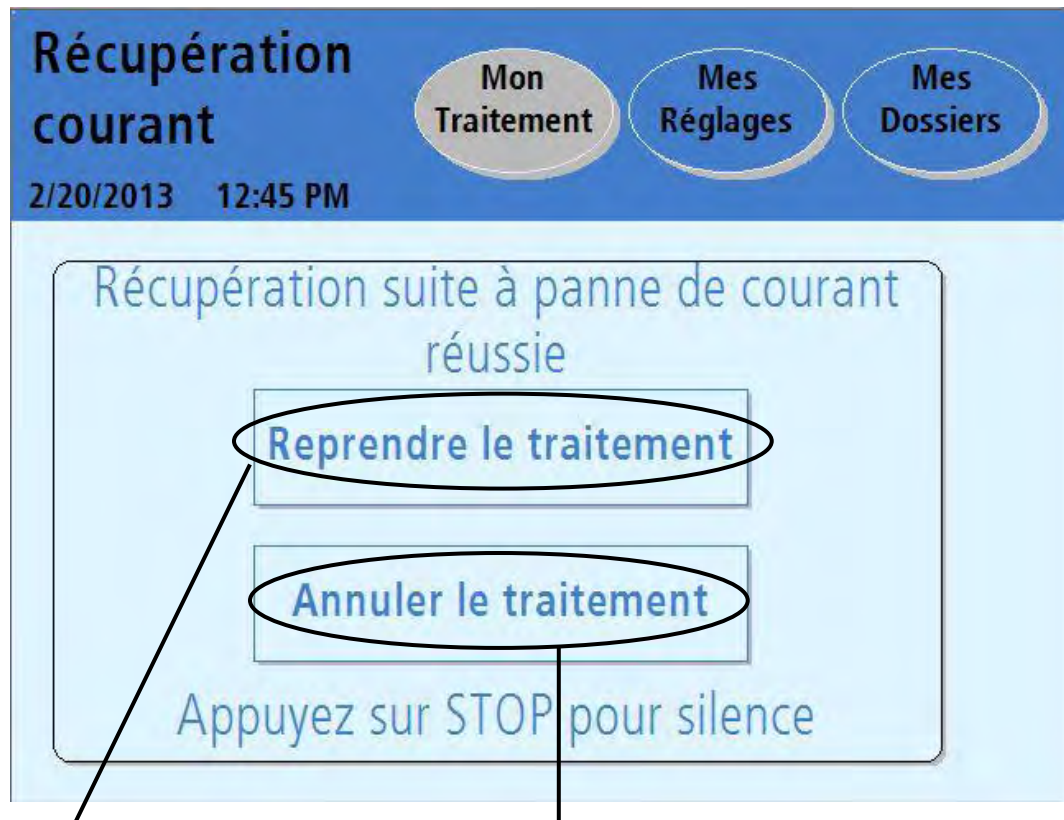 Récupération
courant
2/20/2013 12:45 PM
Mon
Traitement
Mes
Réglages
Mes
Dossiers
Récupération suite à panne de courant
réussie
Reprendre le traitement
Annuler le traitement
Appuyez sur STOP pour silence